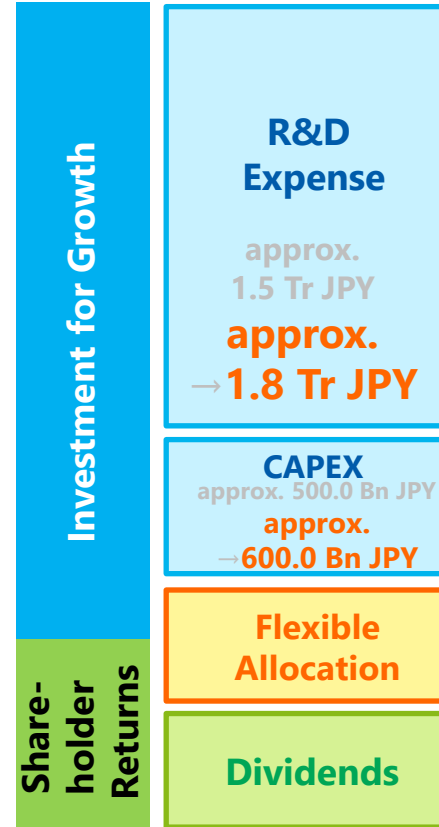 Investment for Growth
R&D
Expense
approx.
1.5 Tr JPY
approx.
→1.8 Tr JPY
CAPEX
approx. 500.0 Bn JPY
approx.
→600.0 Bn JPY
Flexible
Allocation
Share-
holder
Returns
Dividends